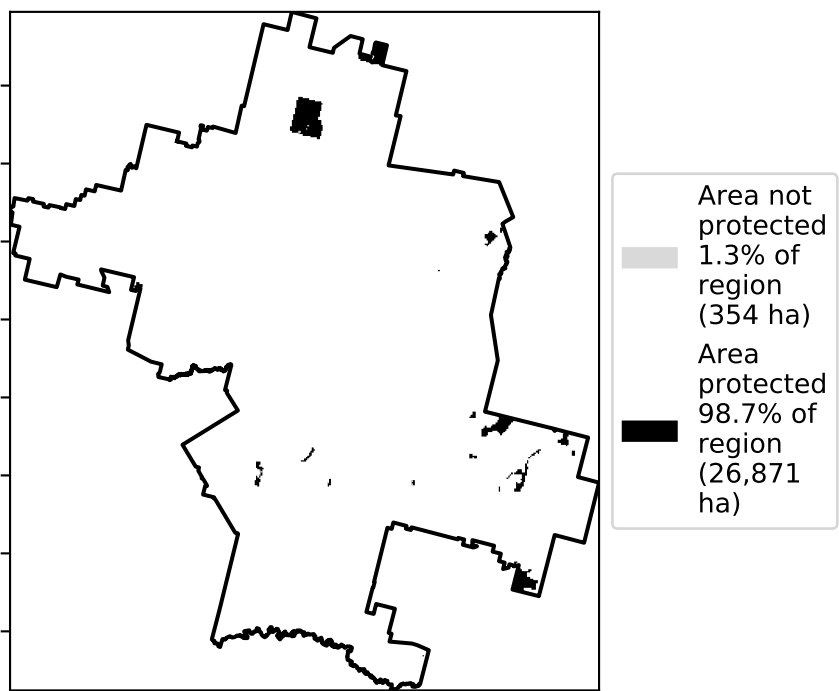 Area not
protected
1.3% of
region
(354 ha)
Area
protected
98.7% of
region
(26,871
ha)